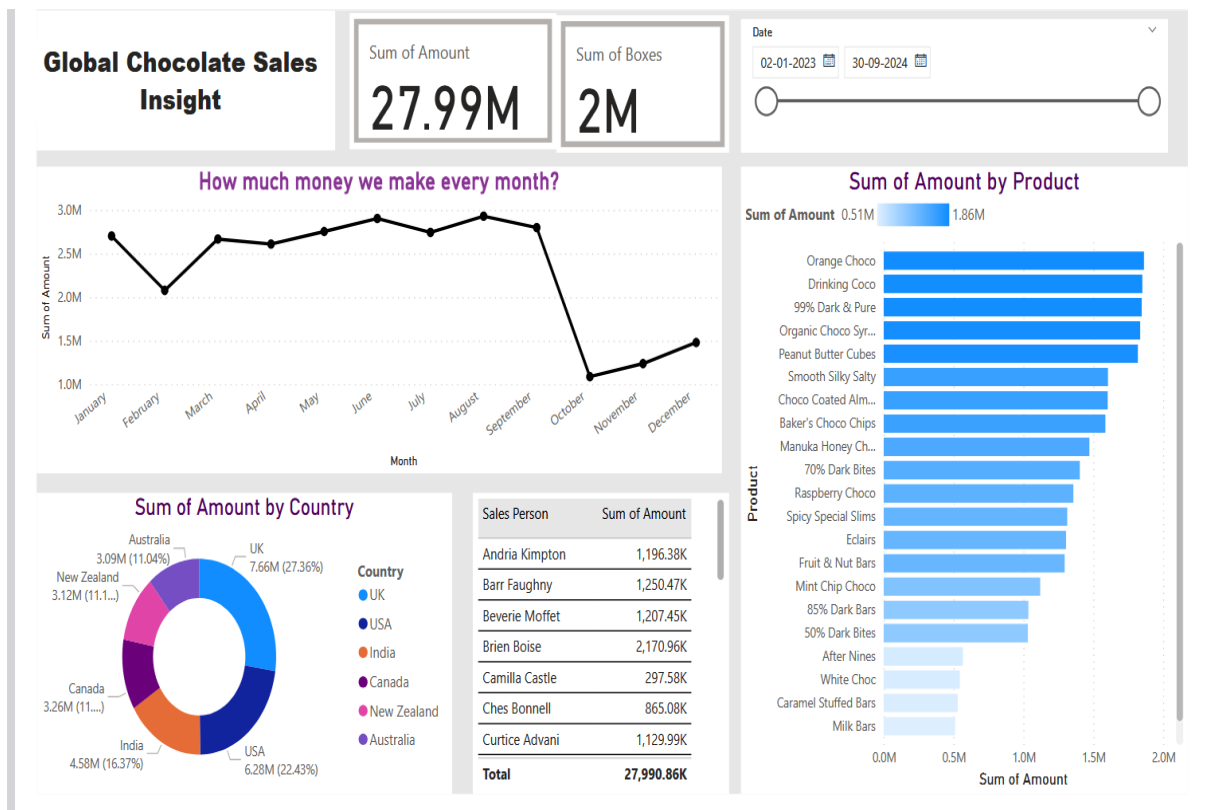 Global Chocolate Sales
Insight
Sum of Amount
27.99M
Sum of Boxes
2M
Date
02-01-2023
30-09-2024
How much money we make every month?
3.0M
2.5M
2.0M
1.5M
1.0M
Sum of Amount
January
February
March
April
May
June
July
August
September
October
November
December
Month
Sum of Amount by Country
Australia
3.09M (11.04%)
New Zealand
3.12M (11.1...)
Canada
3.26M (11....)
India
4.58M (16.37%)
UK
7.66M (27.36%)
USA
6.28M (22.43%)
Country
UK
USA
India
Canada
New Zealand
Australia
Sales Person Sum of Amount
Andria Kimpton 1,196.38K
Barr Faughny 1,250.47K
Beverie Moffet 1,207.45K
Brien Boise 2,170.96K
Camilla Castle 297.58K
Ches Bonnell 865.08K
Curtice Advani 1,129.99K
Total 27,990.86K
Sum of Amount by Product
Sum of Amount 0.51M 1.86M
Product
Orange Choco
Drinking Coco
99% Dark & Pure
Organic Choco Syr...
Peanut Butter Cubes
Smooth Silky Salty
Choco Coated Alm...
Baker's Choco Chips
Manuka Honey Ch...
70% Dark Bites
Raspberry Choco
Spicy Special Slims
Eclairs
Fruit & Nut Bars
Mint Chip Choco
85% Dark Bars
50% Dark Bites
After Nines
White Choc
Caramel Stuffed Bars
Milk Bars
0.0M 0.5M 1.0M 1.5M 2.0M
Sum of Amount